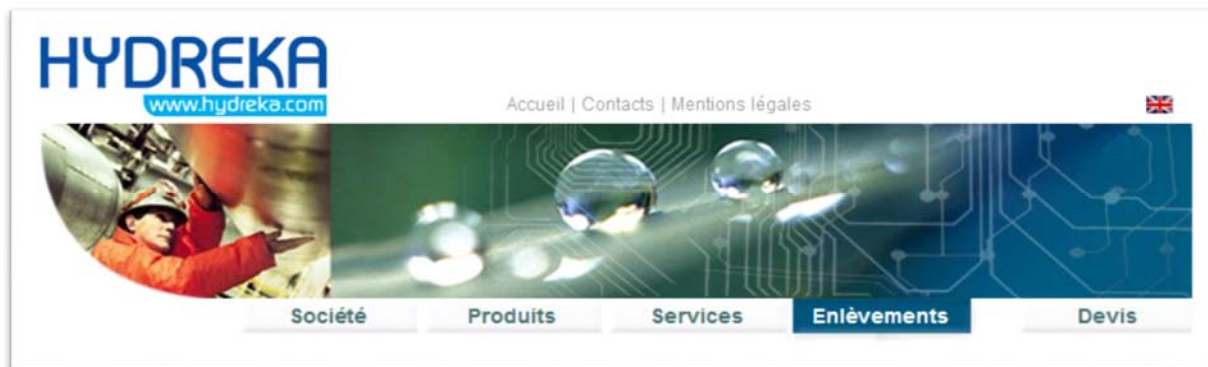 HYDREKA
www.hydreka.com
Accueil | Contacts | Mentions légales
Société Produits Services Enlèvements Devis